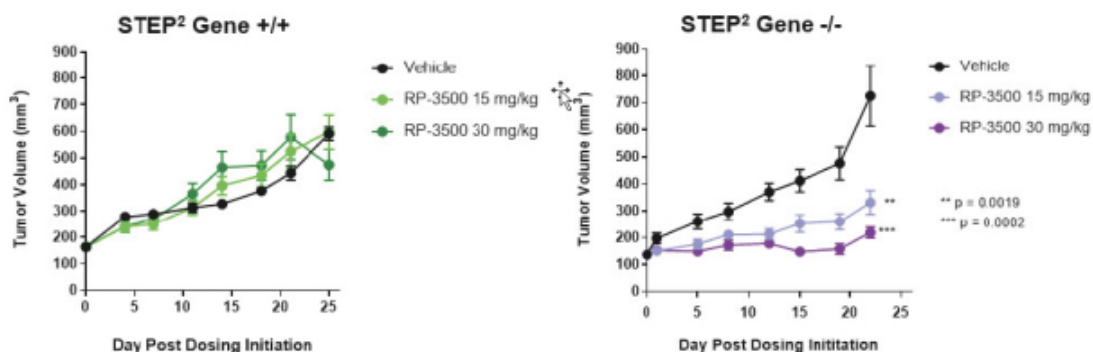 STEP² Gene +/+
900
800
700
600
500
400
300
200
100
0
Tumor Volume (mm³)
0 5 10 15 20 25
Day Post Dosing Initiation
Vehicle
RP-3500 15 mg/kg
RP-3500 30 mg/kg
STEP² Gene -/-
900
800
700
600
500
400
300
200
100
0
Tumor Volume (mm³)
0 5 10 15 20 25
Day Post Dosing Inititation
Vehicle
RP-3500 15 mg/kg
RP-3500 30 mg/kg
**
***
** p = 0.0019
*** p = 0.0002